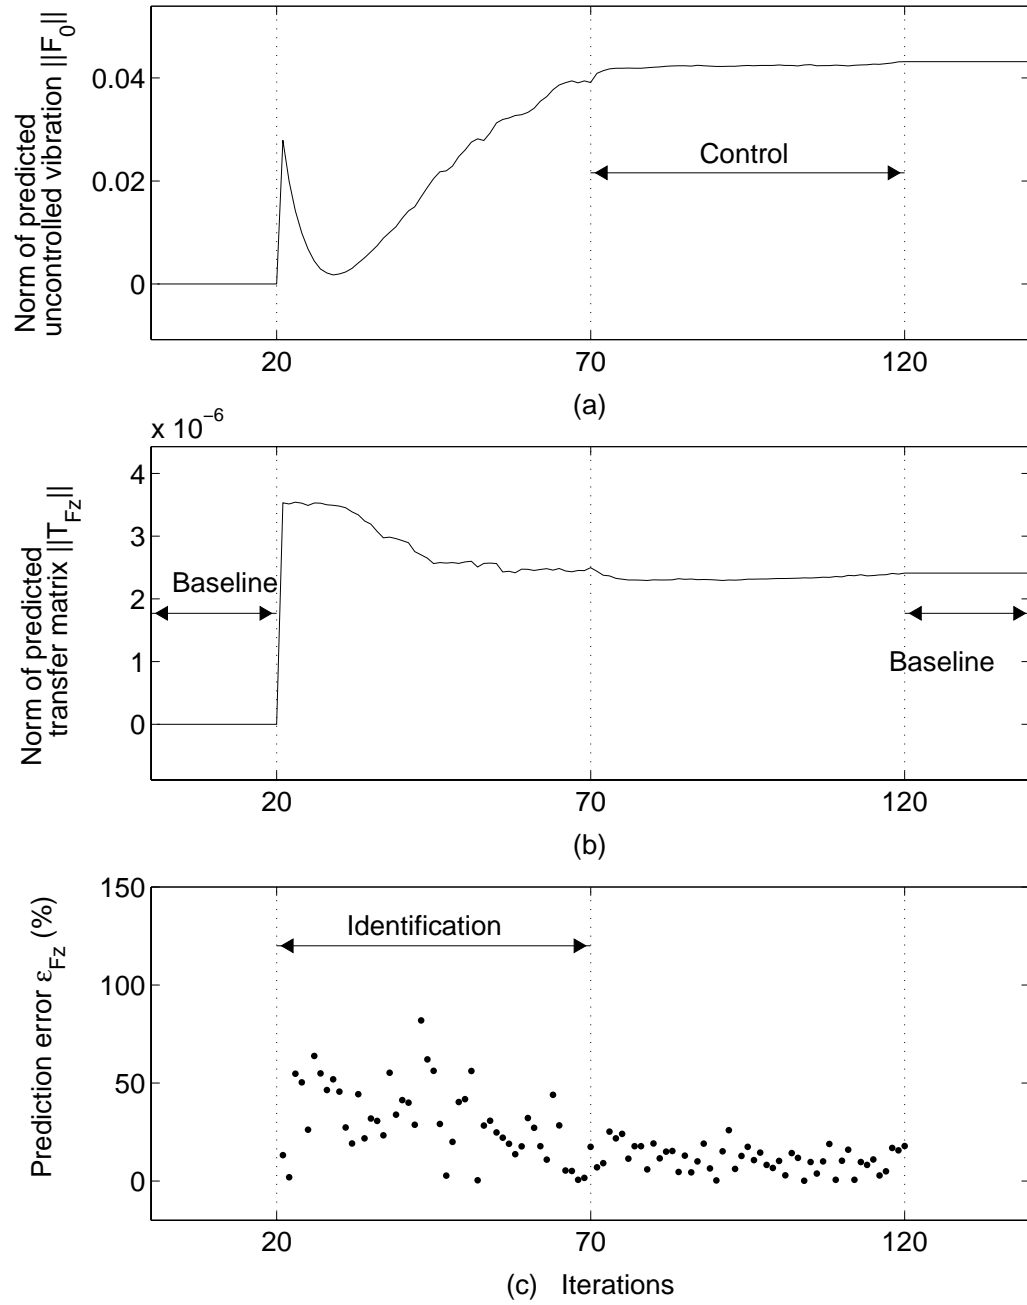 Norm of predicted
uncontrolled vibration ||F0||
0.04
0.02
0
Control
20
70
120
(a)
x 10−6
Norm of predicted
transfer matrix ||TFz||
4
3
2
1
0
Baseline
Baseline
20
70
120
(b)
Prediction error εFz (%)
150
100
50
0
Identification
20
70
120
(c) Iterations